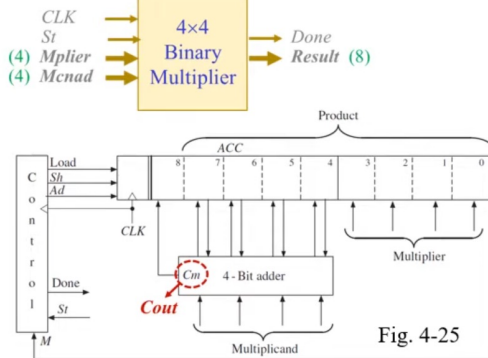 CLK
St
(4) Mplier
(4) Mcnad
4×4
Binary
Multiplier
Done
Result (8)
Product
ACC
8 7 6 5 4 3 2 1 0
Load
Sh
Ad
CLK
Control
Multiplier
Cm 4-Bit adder
Done
Cout
St
M
Multiplicand
Fig. 4-25